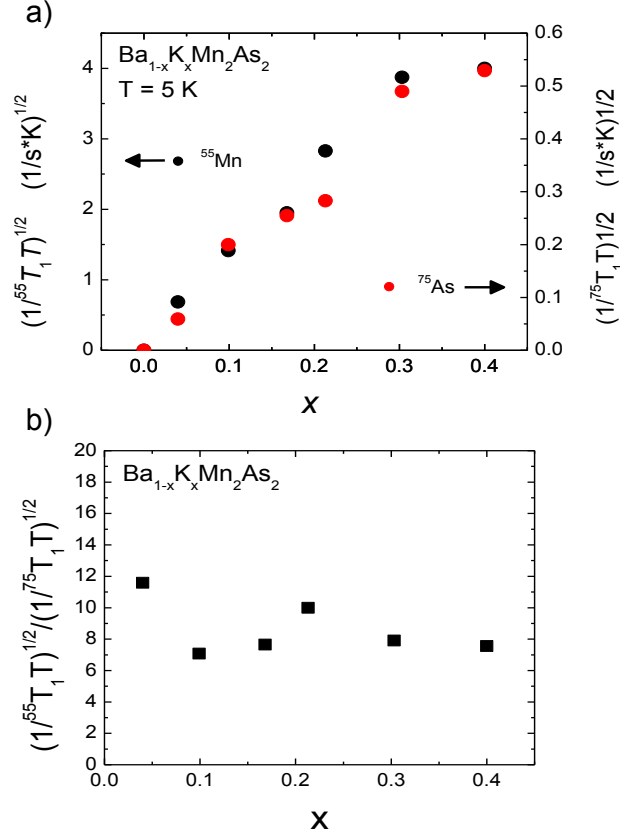 a)
Ba₁₋ₓKₓMn₂As₂
T = 5 K
⁵⁵Mn
⁷⁵As
(1/⁵⁵T₁T)^1/2 (1/s*K)^1/2
0
1
2
3
4
(1/⁷⁵T₁T)1/2 (1/s*K)1/2
0.6
0.5
0.4
0.3
0.2
0.1
0.0
0.0 0.1 0.2 0.3 0.4
x
b)
Ba₁₋ₓKₓMn₂As₂
(1/⁵⁵T₁T)^1/2/(1/⁷⁵T₁T)^1/2
20
18
16
14
12
10
8
6
4
2
0
0.0 0.1 0.2 0.3 0.4
x